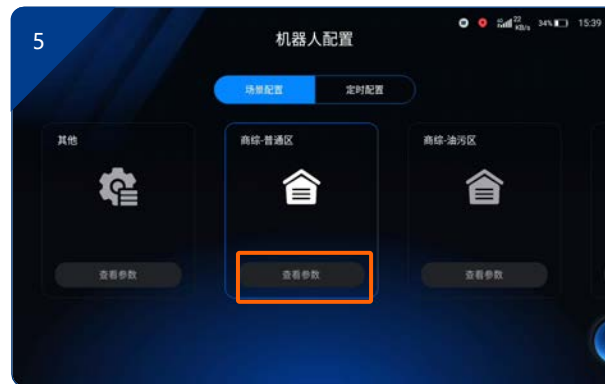 5
机器人配置
22
KB/s
34%
15:39
场景配置
定时配置
其他
商综-普通区
商综-油污区
查看参数
查看参数
查看参数